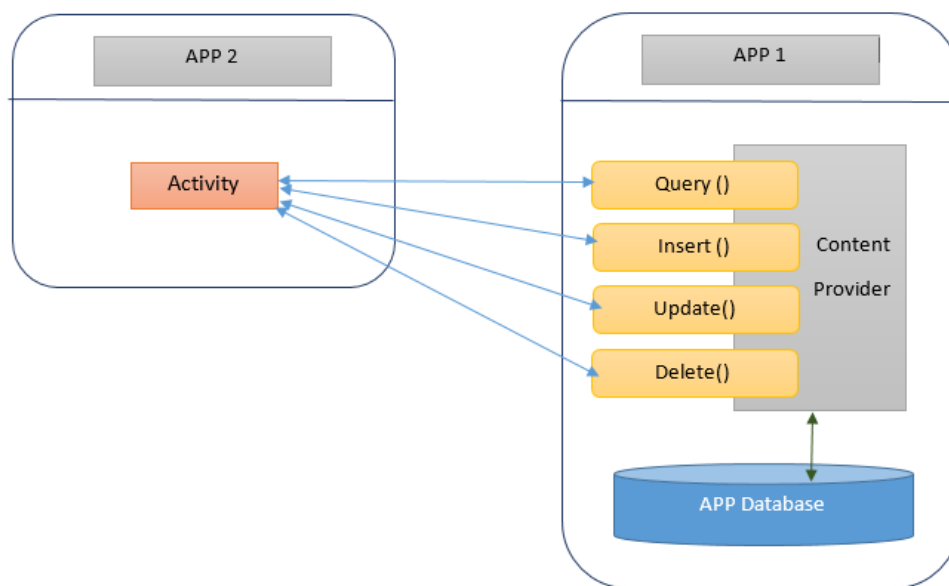 APP 2
APP 1
Activity
Query ()
Insert ()
Update()
Delete()
Content
Provider
APP Database